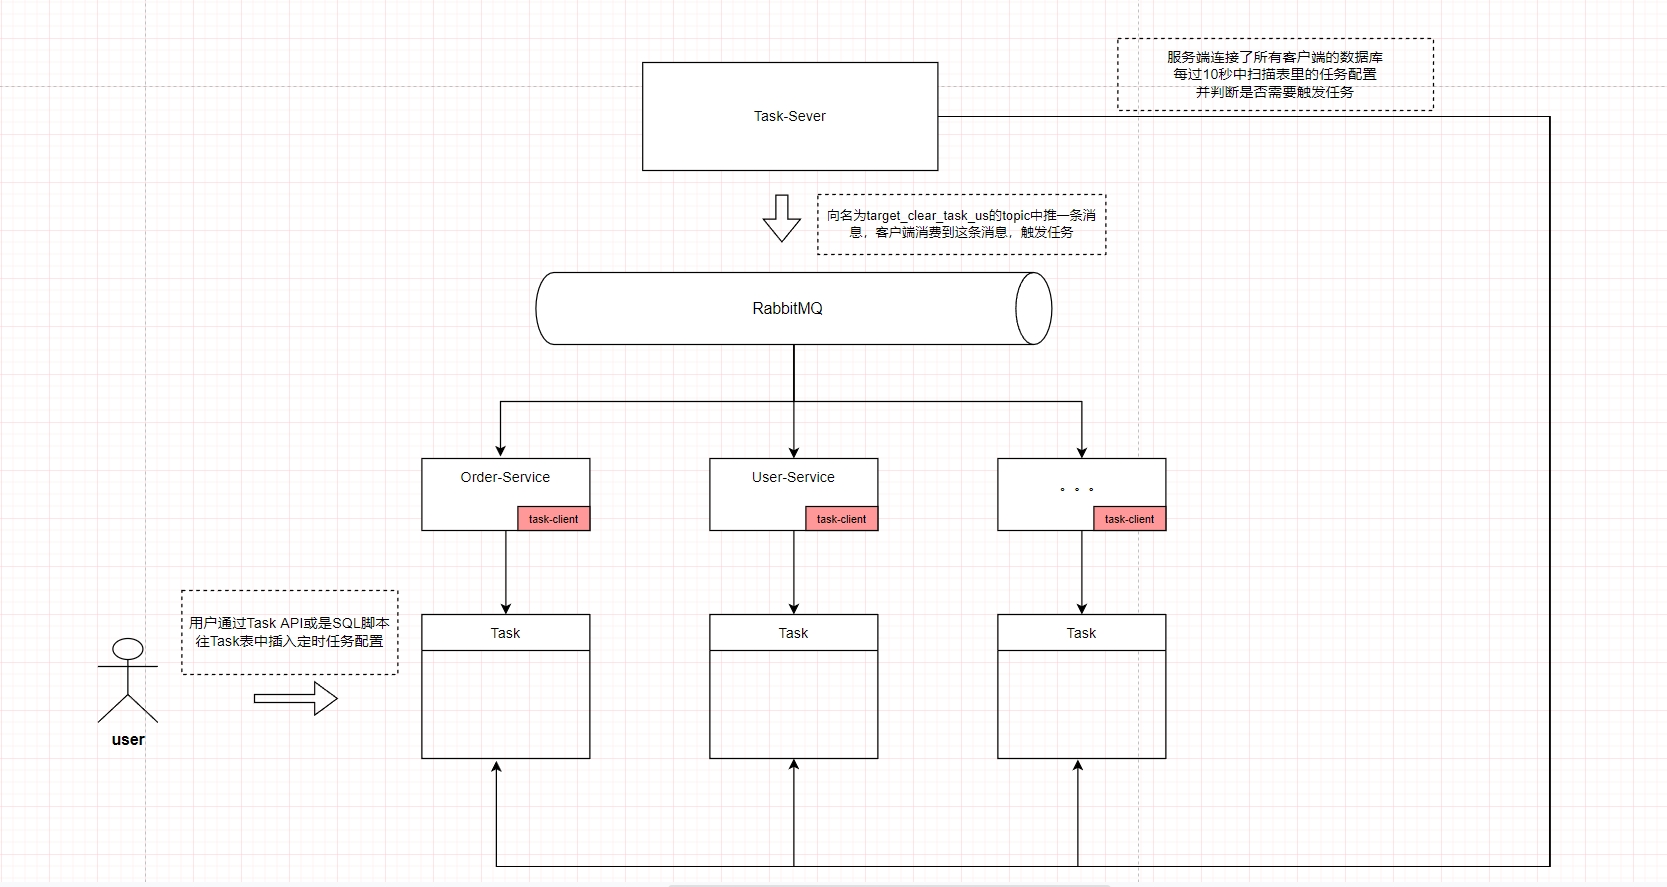 服务端连接了所有客户端的数据库
每过10秒中扫描表里的任务配置
并判断是否需要触发任务
Task-Sever
向名为target_clear_task_us的topic中推一条消
息，客户端消费到这条消息，触发任务
RabbitMQ
Order-Service
task-client
User-Service
task-client
。。。
task-client
用户通过Task API或是SQL脚本
往Task表中插入定时任务配置
Task
Task
Task
user